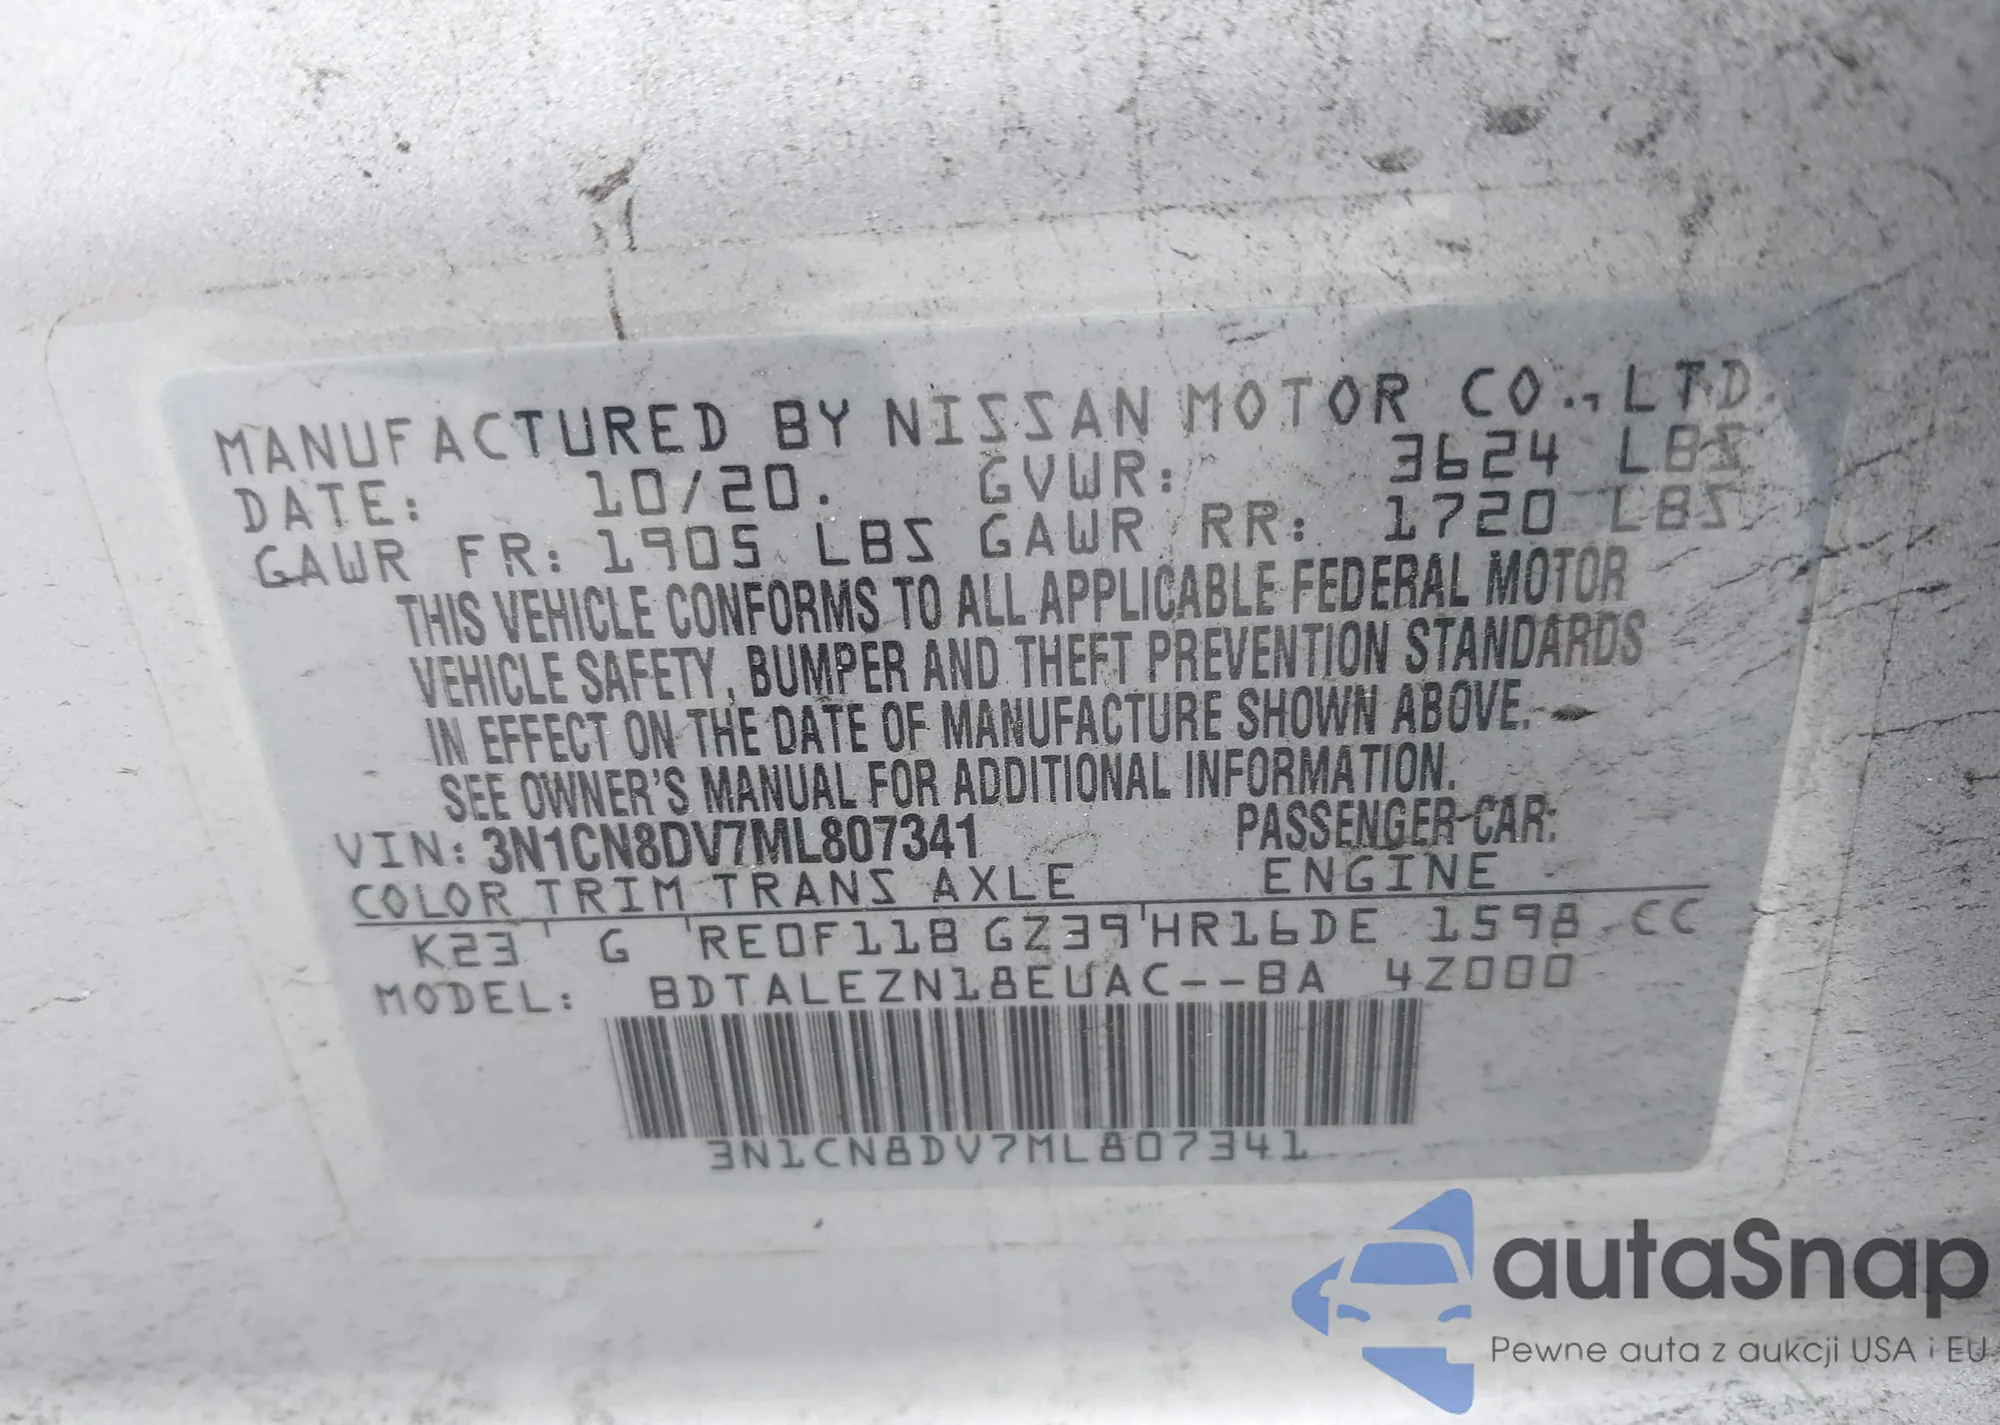 MANUFACTURED BY NISSAN MOTOR CO., LTD.
DATE: 10/20. GVWR: 3624 LBS
GAWR FR: 1905 LBS GAWR RR: 1720 LBS
THIS VEHICLE CONFORMS TO ALL APPLICABLE FEDERAL MOTOR
VEHICLE SAFETY, BUMPER AND THEFT PREVENTION STANDARDS
IN EFFECT ON THE DATE OF MANUFACTURE SHOWN ABOVE.
SEE OWNER'S MANUAL FOR ADDITIONAL INFORMATION.
VIN: 3N1CN8DV7ML807341 PASSENGER CAR:
COLOR TRIM TRANS AXLE ENGINE
K23 G RE0F11B GZ39 HR16DE 1598 CC
MODEL: BDTALEZN18EUAC--BA 4Z000
3N1CN8DV7ML807341
autaSnap
Pewne auta z aukcji USA i EU